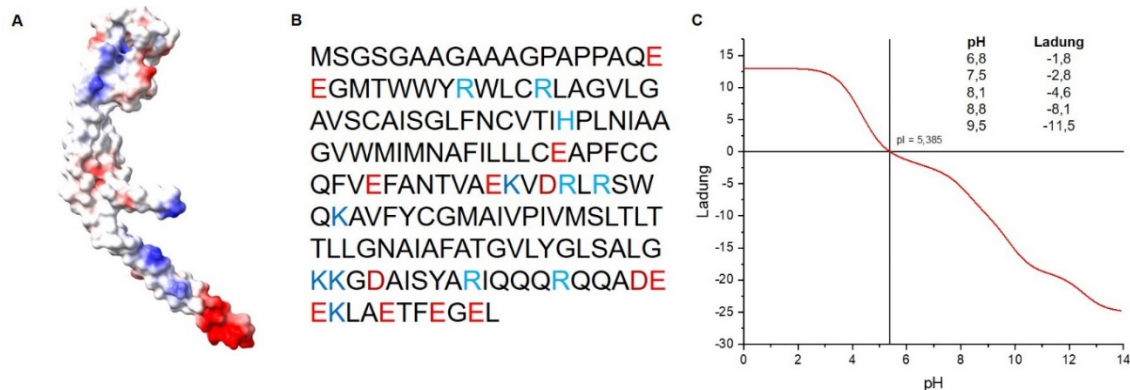 A
B
MSGSGAAGAAAGPAPPAQE
EGMTWWYRWLCRLAGVLG
AVSCAISGLFNCVTIHPLNIAA
GVWMIMNAFILLLCEAPFCC
QFVEFANTVAEKVDRLRSW
QKAVFYCGMAIVPIVMSLTLT
TLLGNAIAFATGVLYGLSALG
KKGDAISYARIQQQRQQADE
EKLAETFEGEL
C
pH Ladung
6,8 -1,8
7,5 -2,8
8,1 -4,6
8,8 -8,1
9,5 -11,5
pI = 5,385
Ladung
15
10
5
0
-5
-10
-15
-20
-25
-30
0 2 4 6 8 10 12 14
pH